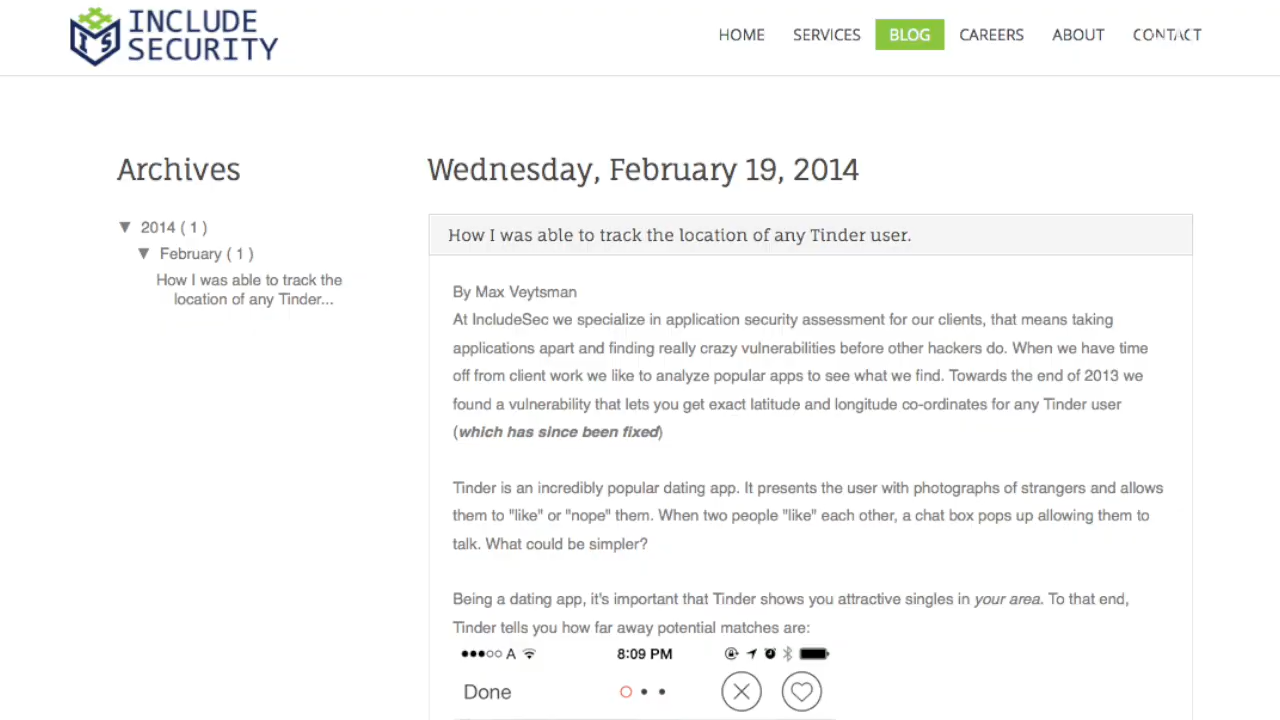 INCLUDE
SECURITY
HOME SERVICES BLOG CAREERS ABOUT CONTACT
Archives
▼ 2014 ( 1 )
▼ February ( 1 )
How I was able to track the
location of any Tinder...
Wednesday, February 19, 2014
How I was able to track the location of any Tinder user.
By Max Veytsman
At IncludeSec we specialize in application security assessment for our clients, that means taking
applications apart and finding really crazy vulnerabilities before other hackers do. When we have time
off from client work we like to analyze popular apps to see what we find. Towards the end of 2013 we
found a vulnerability that lets you get exact latitude and longitude co-ordinates for any Tinder user
(which has since been fixed)
Tinder is an incredibly popular dating app. It presents the user with photographs of strangers and allows
them to "like" or "nope" them. When two people "like" each other, a chat box pops up allowing them to
talk. What could be simpler?
Being a dating app, it's important that Tinder shows you attractive singles in your area. To that end,
Tinder tells you how far away potential matches are:
A 8:09 PM
Done